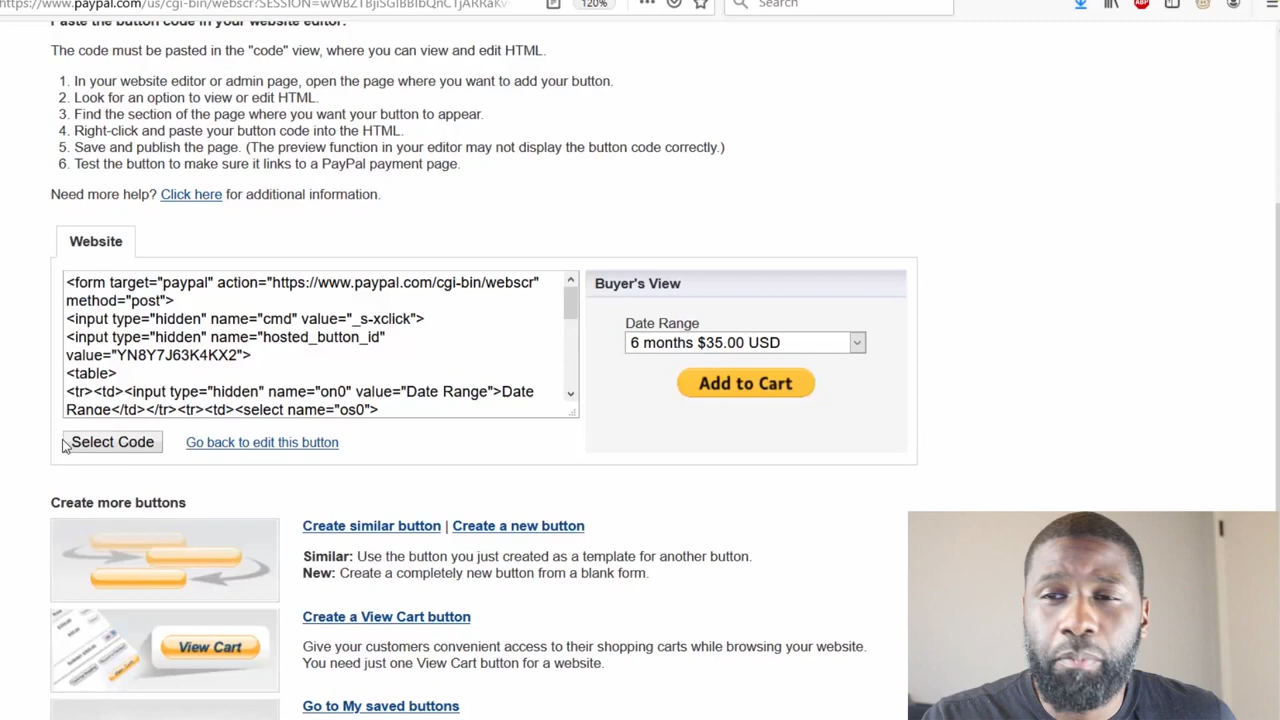 https://www.paypal.com/us/cgi-bin/webscr?SESSION=
120%
Search
ABP
Paste the button code in your website editor.
The code must be pasted in the "code" view, where you can view and edit HTML.
1. In your website editor or admin page, open the page where you want to add your button.
2. Look for an option to view or edit HTML.
3. Find the section of the page where you want your button to appear.
4. Right-click and paste your button code into the HTML.
5. Save and publish the page. (The preview function in your editor may not display the button code correctly.)
6. Test the button to make sure it links to a PayPal payment page.
Need more help? Click here for additional information.
Website
<form target="paypal" action="https://www.paypal.com/cgi-bin/webscr"
method="post">
<input type="hidden" name="cmd" value="_s-xclick">
<input type="hidden" name="hosted_button_id"
value="YN8Y7J63K4KX2">
<table>
<tr><td><input type="hidden" name="on0" value="Date Range">Date
Range</td></tr><tr><td><select name="os0">
Buyer's View
Date Range
6 months $35.00 USD
Add to Cart
Select Code
Go back to edit this button
Create more buttons
Create similar button | Create a new button
Similar: Use the button you just created as a template for another button.
New: Create a completely new button from a blank form.
View Cart
Create a View Cart button
Give your customers convenient access to their shopping carts while browsing your website.
You need just one View Cart button for a website.
Go to My saved buttons